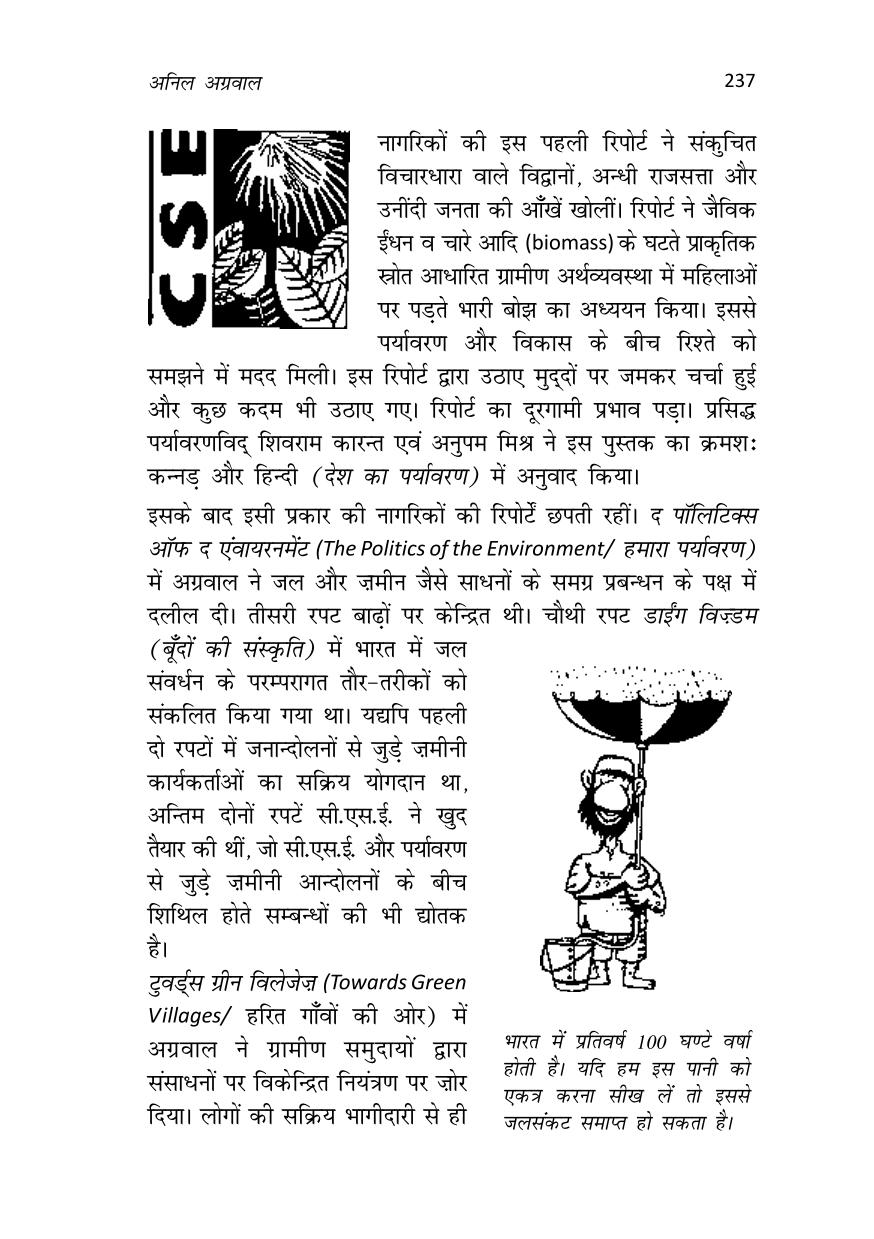 अनिल अग्रवाल 237
CSE
नागरिकों की इस पहली रिपोर्ट ने संकुचित
विचारधारा वाले विद्वानों, अन्धी राजसत्ता और
उनींदी जनता की आँखें खोलीं। रिपोर्ट ने जैविक
ईंधन व चारे आदि (biomass) के घटते प्राकृतिक
स्रोत आधारित ग्रामीण अर्थव्यवस्था में महिलाओं
पर पड़ते भारी बोझ का अध्ययन किया। इससे
पर्यावरण और विकास के बीच रिश्ते को
समझने में मदद मिली। इस रिपोर्ट द्वारा उठाए मुद्दों पर जमकर चर्चा हुई
और कुछ कदम भी उठाए गए। रिपोर्ट का दूरगामी प्रभाव पड़ा। प्रसिद्ध
पर्यावरणविद् शिवराम कारन्त एवं अनुपम मिश्र ने इस पुस्तक का क्रमशः
कन्नड़ और हिन्दी (देश का पर्यावरण) में अनुवाद किया।
इसके बाद इसी प्रकार की नागरिकों की रिपोर्टें छपती रहीं। द पॉलिटिक्स
ऑफ द एंवायरनमेंट (The Politics of the Environment/ हमारा पर्यावरण)
में अग्रवाल ने जल और ज़मीन जैसे साधनों के समग्र प्रबन्धन के पक्ष में
दलील दी। तीसरी रपट बाढ़ों पर केन्द्रित थी। चौथी रपट डाईंग विज़्डम
(बूँदों की संस्कृति) में भारत में जल
संवर्धन के परम्परागत तौर-तरीकों को
संकलित किया गया था। यद्यपि पहली
दो रपटों में जनान्दोलनों से जुड़े ज़मीनी
कार्यकर्ताओं का सक्रिय योगदान था,
अन्तिम दोनों रपटें सी.एस.ई. ने खुद
तैयार की थीं, जो सी.एस.ई. और पर्यावरण
से जुड़े ज़मीनी आन्दोलनों के बीच
शिथिल होते सम्बन्धों की भी द्योतक
है।
टुवर्ड्स ग्रीन विलेजेज़ (Towards Green
Villages/ हरित गाँवों की ओर) में
अग्रवाल ने ग्रामीण समुदायों द्वारा
संसाधनों पर विकेन्द्रित नियंत्रण पर ज़ोर
दिया। लोगों की सक्रिय भागीदारी से ही
भारत में प्रतिवर्ष 100 घण्टे वर्षा
होती है। यदि हम इस पानी को
एकत्र करना सीख लें तो इससे
जलसंकट समाप्त हो सकता है।